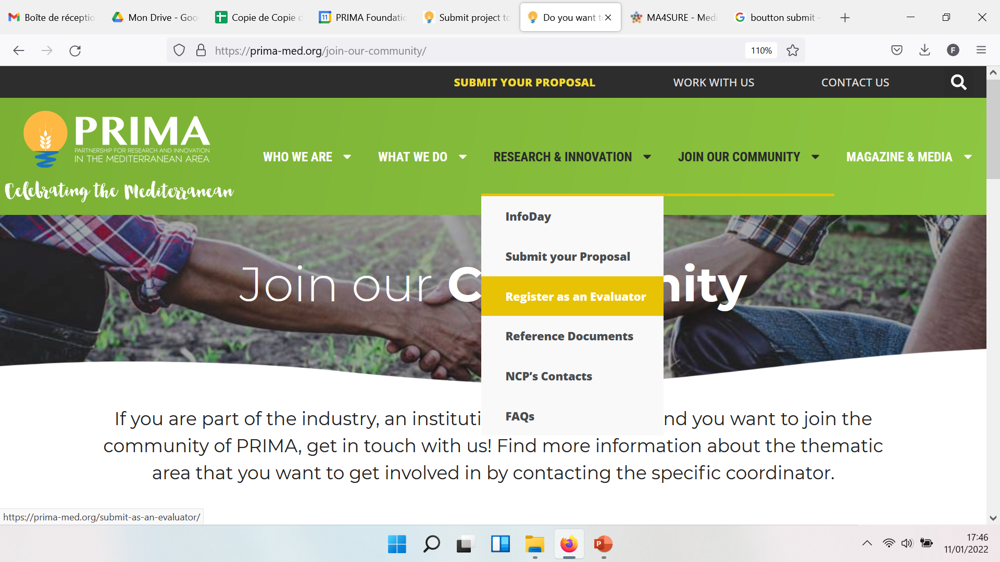 Boîte de réceptio
Mon Drive - Goo
Copie de Copie d
11 PRIMA Foundatio
Submit project to
Do you want t
MA4SURE - Medi
boutton submit -
https://prima-med.org/join-our-community/
110%
F
SUBMIT YOUR PROPOSAL
WORK WITH US
CONTACT US
PRIMA
PARTNERSHIP FOR RESEARCH AND INNOVATION
IN THE MEDITERRANEAN AREA
Celebrating the Mediterranean
WHO WE ARE
WHAT WE DO
RESEARCH & INNOVATION
JOIN OUR COMMUNITY
MAGAZINE & MEDIA
InfoDay
Submit your Proposal
Register as an Evaluator
Reference Documents
NCP’s Contacts
FAQs
Join our C nity
If you are part of the industry, an instituti nd you want to join the
community of PRIMA, get in touch with us! Find more information about the thematic
area that you want to get involved in by contacting the specific coordinator.
https://prima-med.org/submit-as-an-evaluator/
P
17:46
11/01/2022